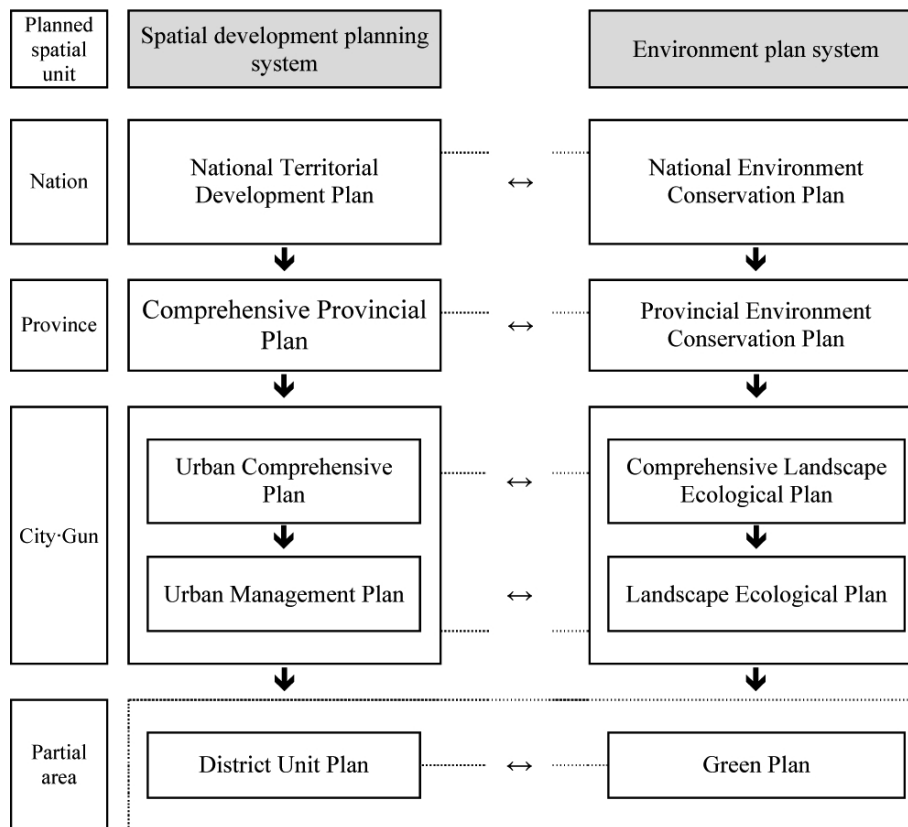 Planned
spatial
unit
Spatial development planning
system
Environment plan system
Nation
National Territorial
Development Plan
↔
National Environment
Conservation Plan
Province
Comprehensive Provincial
Plan
↔
Provincial Environment
Conservation Plan
City·Gun
Urban Comprehensive
Plan
↔
Comprehensive Landscape
Ecological Plan
Urban Management Plan
↔
Landscape Ecological Plan
Partial
area
District Unit Plan
↔
Green Plan